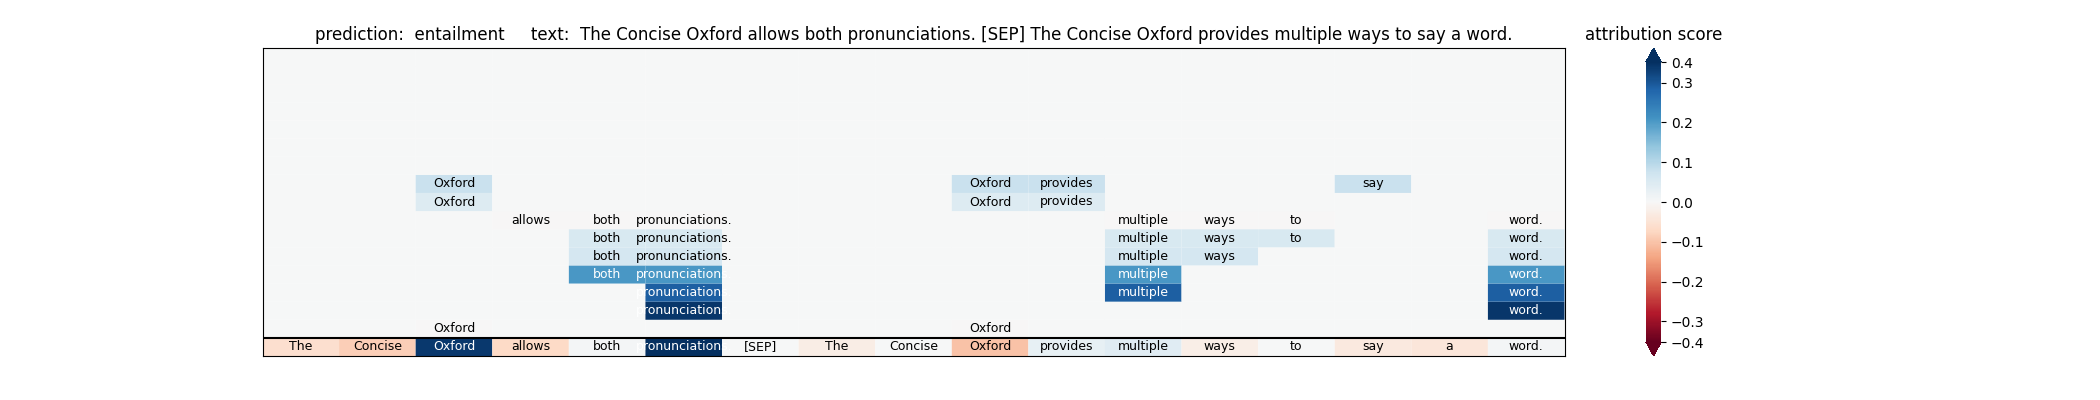 prediction: entailment text: The Concise Oxford allows both pronunciations. [SEP] The Concise Oxford provides multiple ways to say a word. attribution score
0.4
0.3
0.2
0.1
Oxford Oxford provides say
Oxford Oxford provides 0.0
allows both pronunciations. multiple ways to word.
both pronunciations. multiple ways to word. −0.1
both pronunciations. multiple ways word.
both pronunciation multiple word. −0.2
ronunciation multiple word.
ronunciation word.
−0.3
Oxford Oxford
−0.4
The Concise Oxford allows both ronunciation [SEP] The Concise Oxford provides multiple ways to say a word.